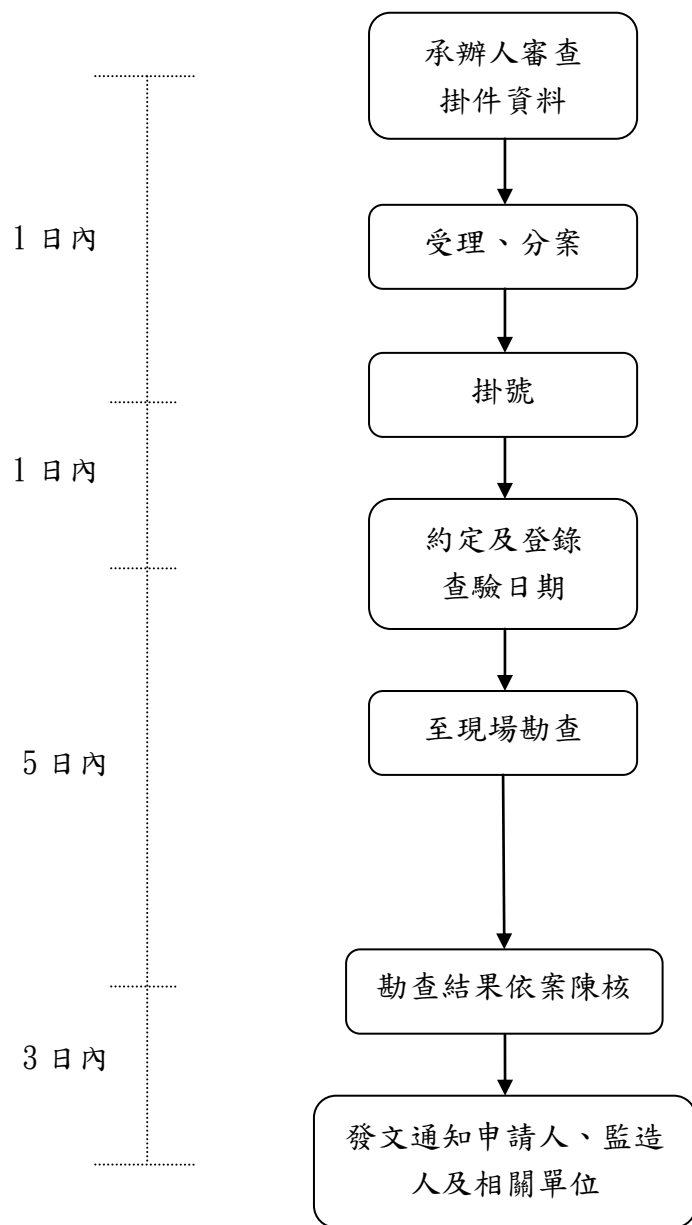 承辦人審查
掛件資料
1日內
受理、分案
掛號
1日內
約定及登錄
查驗日期
至現場勘查
5日內
勘查結果依案陳核
3日內
發文通知申請人、監造
人及相關單位